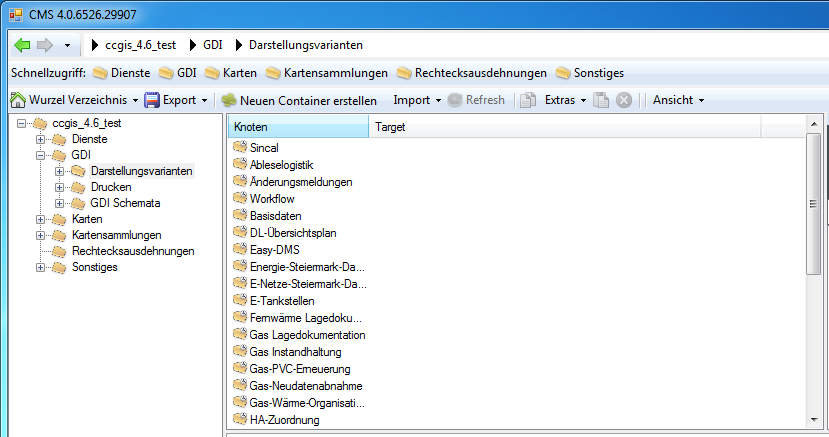 CMS 4.0.6526.29907
ccgis_4.6_test GDI Darstellungsvarianten
Schnellzugriff: Dienste GDI Karten Kartensammlungen Rechtecksausdehnungen Sonstiges
Wurzel Verzeichnis Export Neuen Container erstellen Import Refresh Extras Ansicht
ccgis_4.6_test
Dienste
GDI
Darstellungsvarianten
Drucken
GDI Schemata
Karten
Kartensammlungen
Rechtecksausdehnungen
Sonstiges
Knoten Target
Sincal
Ableselogistik
Änderungsmeldungen
Workflow
Basisdaten
DL-Übersichtsplan
Easy-DMS
Energie-Steiermark-Da...
E-Netze-Steiermark-Da...
E-Tankstellen
Fernwärme Lagedoku...
Gas Lagedokumentation
Gas Instandhaltung
Gas-PVC-Erneuerung
Gas-Neudatenabnahme
Gas-Wärme-Organisati...
HA-Zuordnung